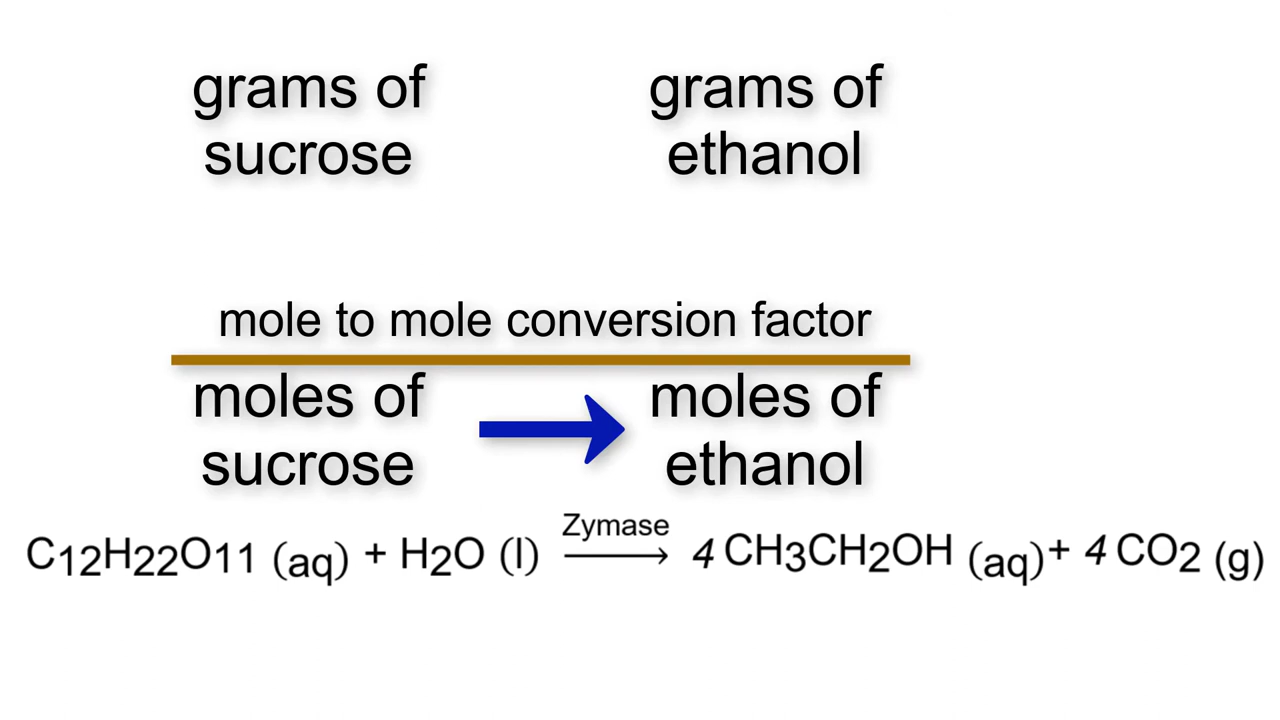 grams of grams of
sucrose ethanol
mole to mole conversion factor
moles of moles of
sucrose ethanol
Zymase
C12H22O11 (aq) + H2O (l) ⟶ 4 CH3CH2OH (aq) + 4 CO2 (g)